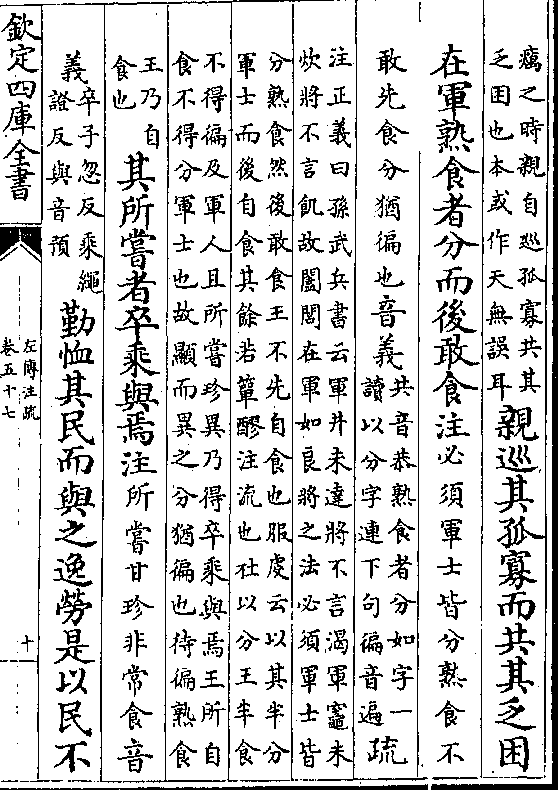 癘之時親自巡孤寡共其
乏困也本或作天無誤耳
親巡其孤寡而共其乏困
在軍熟食者分而後敢食注必須軍士皆分熟食不
敢先食分猶徧也音義
共音恭熟食者分如字一
讀以分字連下句徧音遍
疏
注正義曰孫武兵書云軍井未達將不言渴軍竈未
炊將不言飢故闔閭在軍如良將之法必須軍士皆
分熟食然後敢食王不先自食也服虔云以其半分
軍士而後自食其餘若簞醪注流也杜以分王半食
不得徧及軍人且所嘗珍異乃得卒乘與焉王所自
食不得分軍士也故顯而異之分猶徧也待徧熟食
王乃自
食也
其所嘗者卒乘與焉注所嘗甘珍非常食音
義
卒子忽反乘繩
證反與音預
勤恤其民而與之逸勞是以民不
欽定四庫全書
左傳注疏
卷五十七
十